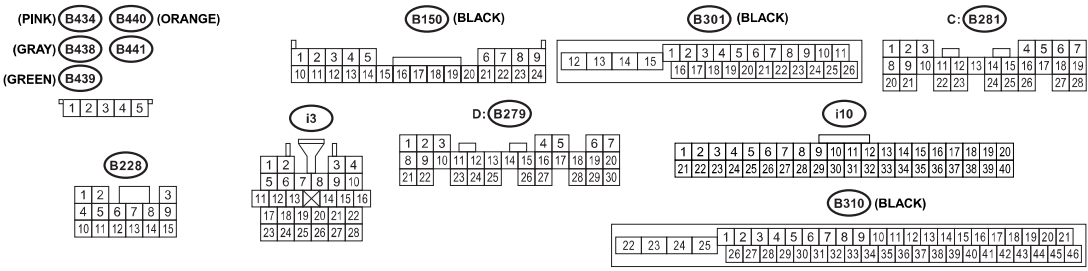 (PINK) B434 B440 (ORANGE)
(GRAY) B438 B441
(GREEN) B439
1 2 3 4 5
B150 (BLACK)
1 2 3 4 5 6 7 8 9
10 11 12 13 14 15 16 17 18 19 20 21 22 23 24
B301 (BLACK)
1 2 3 4 5 6 7 8 9 10 11
12 13 14 15
16 17 18 19 20 21 22 23 24 25 26
C: B281
1 2 3 4 5 6 7
8 9 10 11 12 13 14 15 16 17 18 19
20 21 22 23 24 25 26 27 28
B228
1 2 3
4 5 6 7 8 9
10 11 12 13 14 15
i3
1 2 3 4
5 6 7 8 9 10
11 12 13 14 15 16
17 18 19 20 21 22
23 24 25 26 27 28
D: B279
1 2 3 4 5 6 7
8 9 10 11 12 13 14 15 16 17 18 19 20
21 22 23 24 25 26 27 28 29 30
i10
1 2 3 4 5 6 7 8 9 10 11 12 13 14 15 16 17 18 19 20
21 22 23 24 25 26 27 28 29 30 31 32 33 34 35 36 37 38 39 40
B310 (BLACK)
1 2 3 4 5 6 7 8 9 10 11 12 13 14 15 16 17 18 19 20 21
22 23 24 25
26 27 28 29 30 31 32 33 34 35 36 37 38 39 40 41 42 43 44 45 46